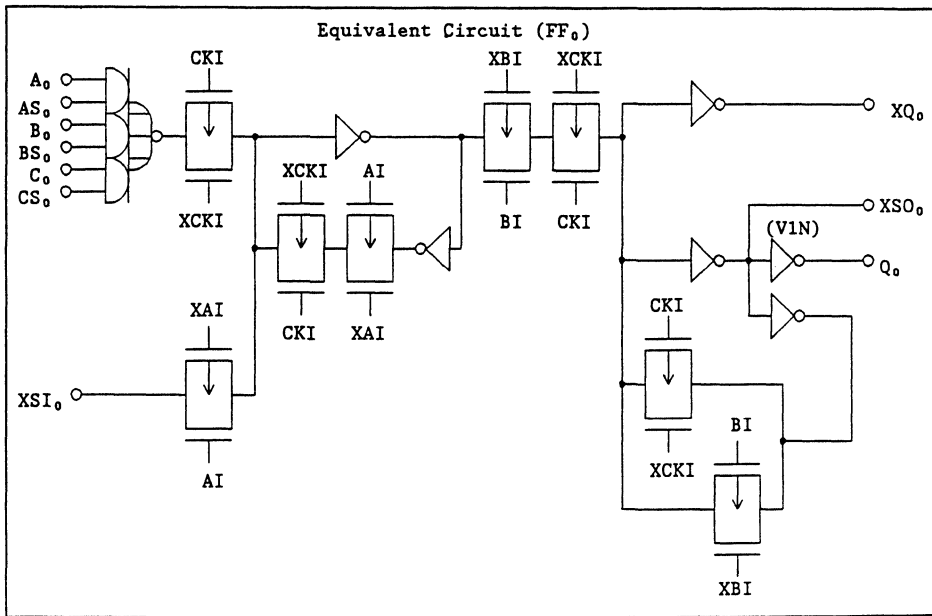 Equivalent Circuit (FF₀)
CKI
XBI
XCKI
A₀
AS₀
B₀
BS₀
C₀
CS₀
XQ₀
XCKI
XCKI
AI
BI
CKI
XSO₀
(V1N)
Q₀
XAI
CKI
XAI
CKI
XSI₀
AI
XCKI
BI
XBI